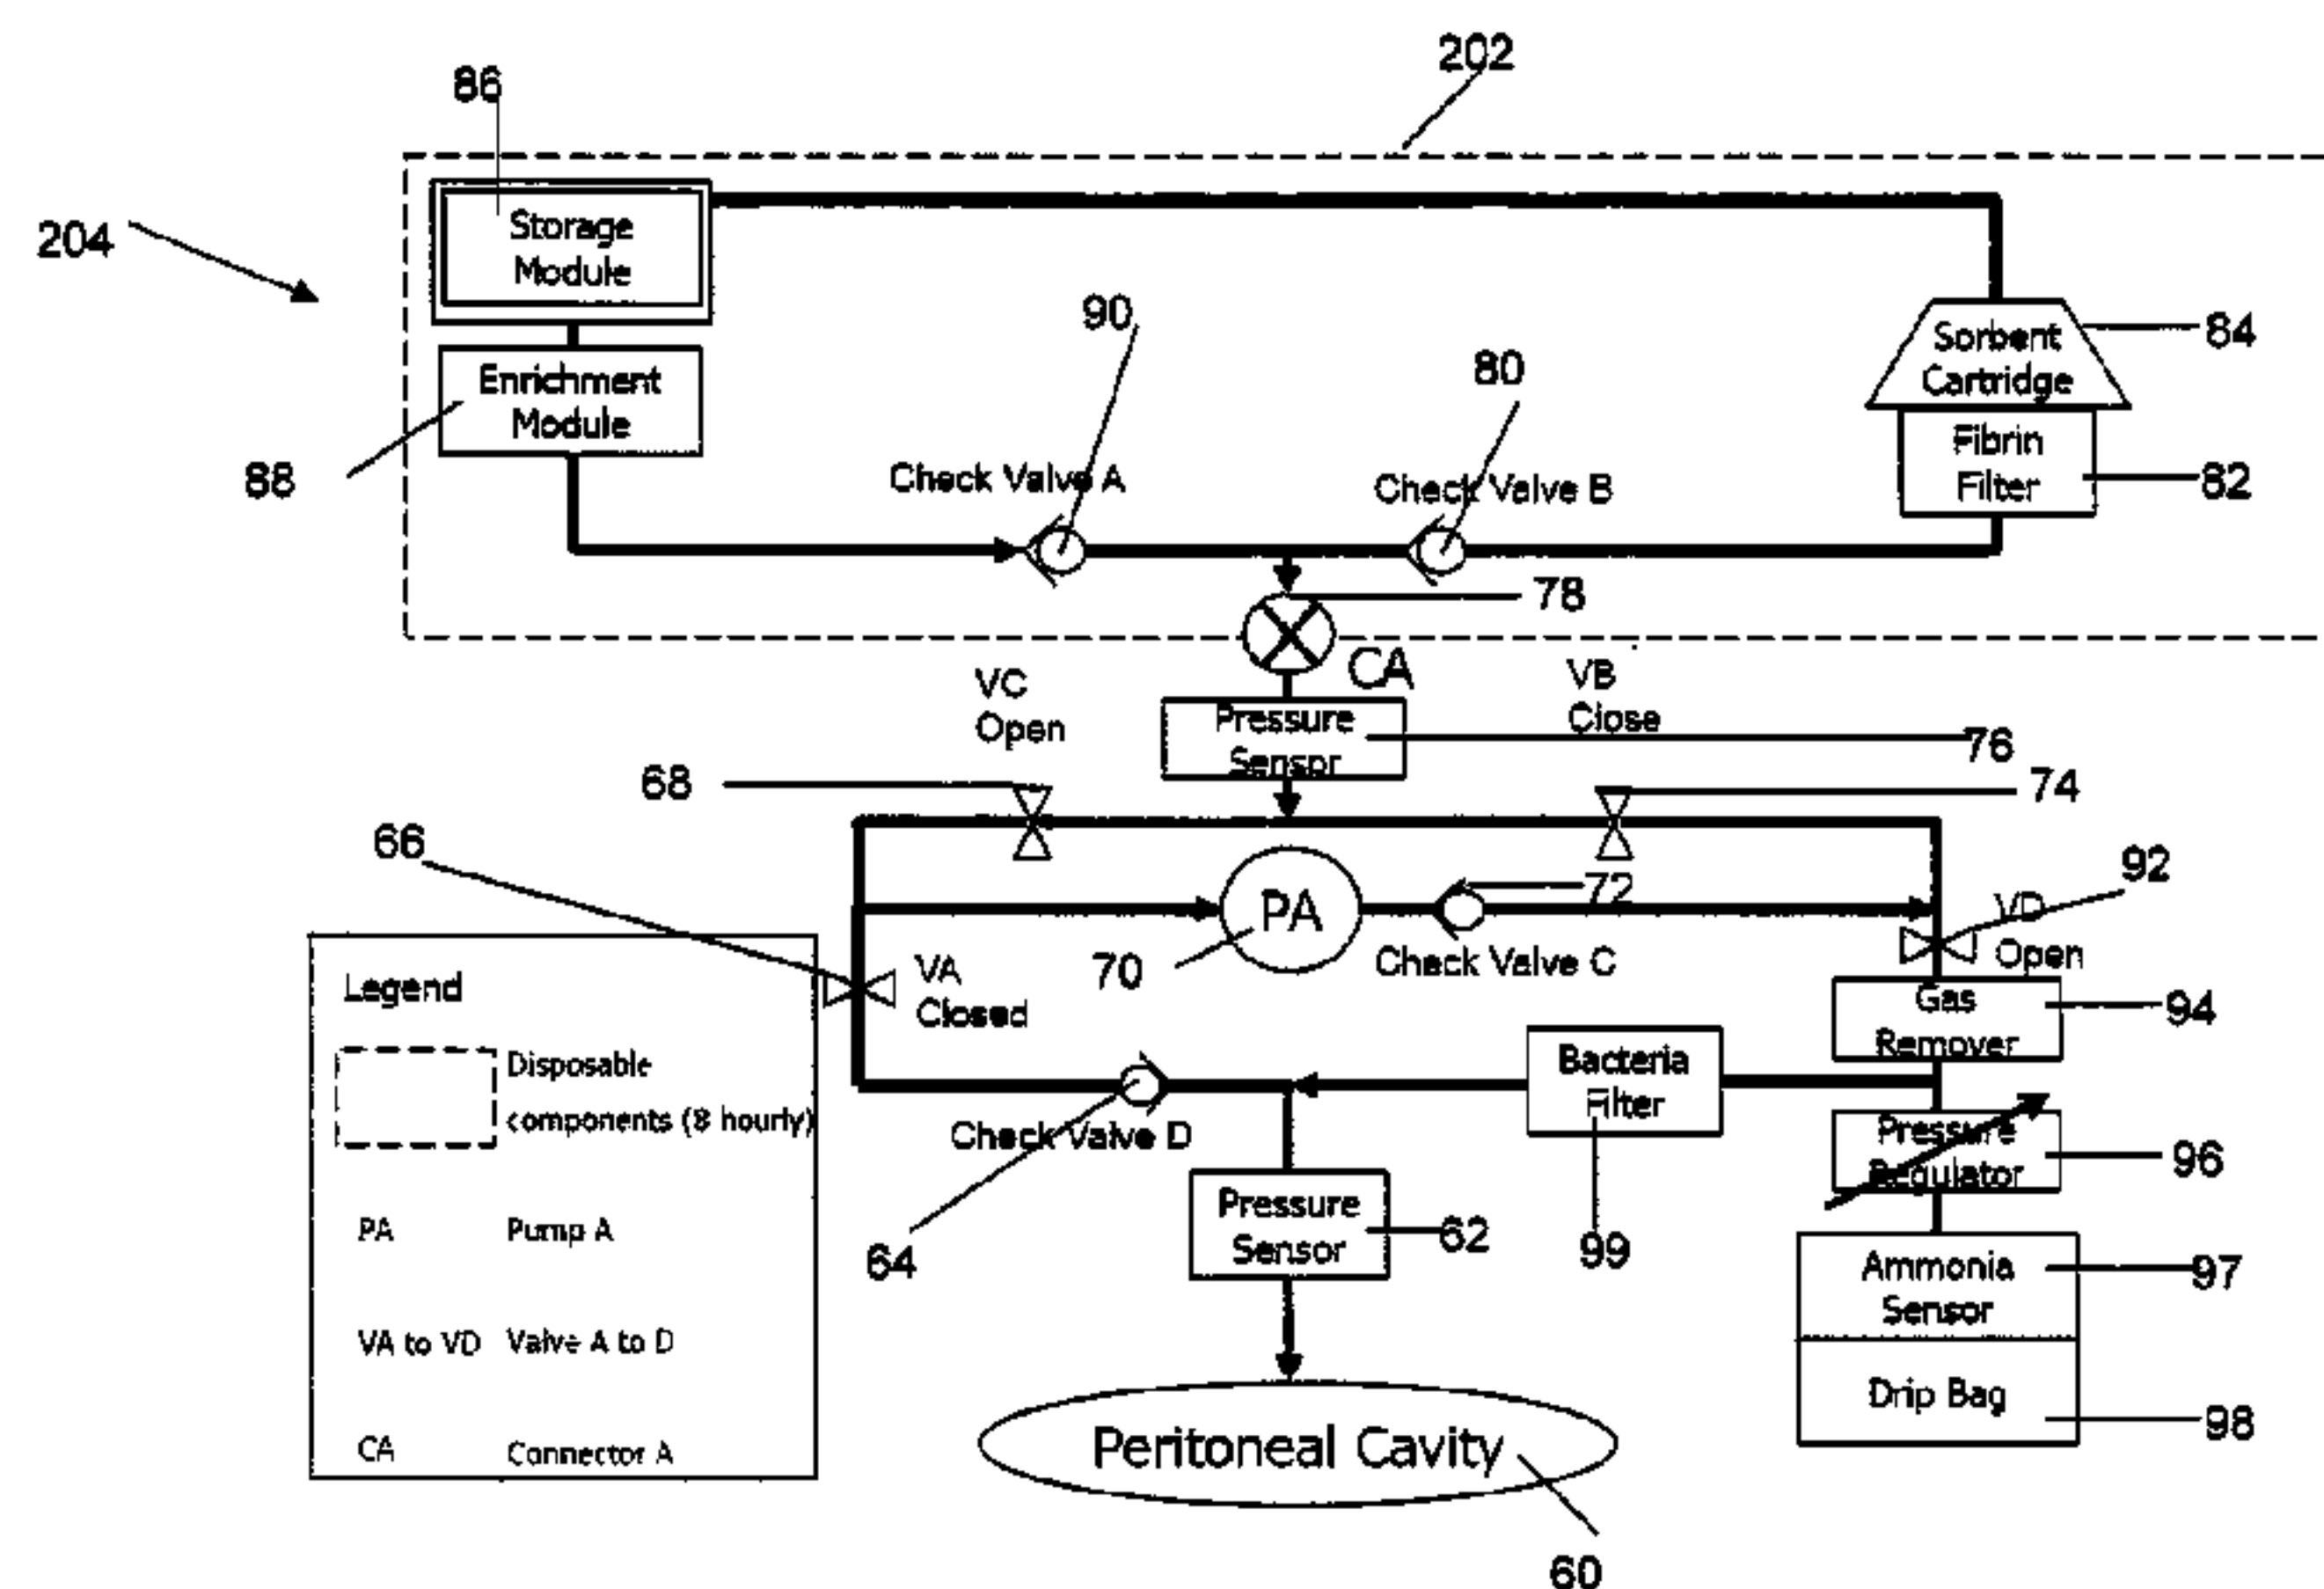 202
86
204
Storage
Module
90
84
Sorbent
Cartridge
80
Enrichment
Module
88
Check Valve A
Check Valve B
Fibrin
Filter
82
78
CA
VC
Open
VB
Close
Pressure
Sensor
76
68
74
66
92
72
PA
VD
Open
70
Check Valve C
VA
Closed
Gas
Remover
94
Legend
Disposable
components (8 hourly)
Bacteria
Filter
Check Valve D
Pressure
Regulator
96
PA Pump A
64
Pressure
Sensor
62
99
Ammonia
Sensor
97
VA to VD Valve A to D
Drip Bag
98
CA Connector A
Peritoneal Cavity
60